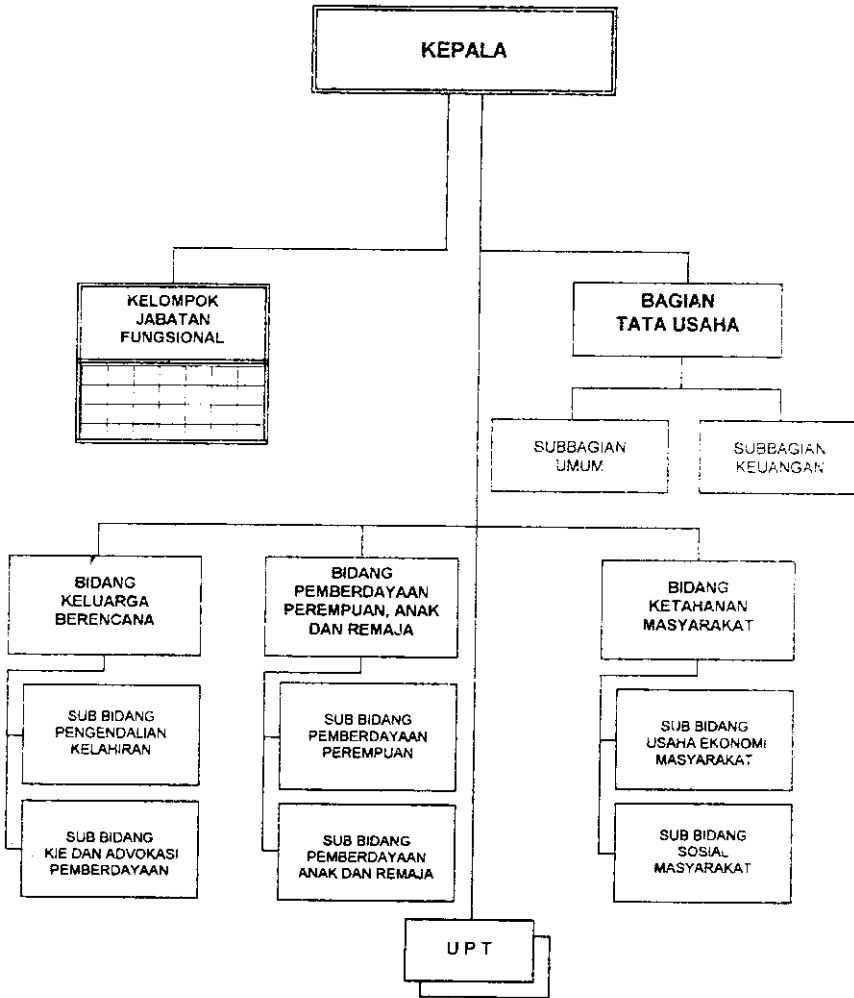 KEPALA
KELOMPOK
JABATAN
FUNGSIONAL
BAGIAN
TATA USAHA
SUBBAGIAN
UMUM
SUBBAGIAN
KEUANGAN
BIDANG
KELUARGA
BERENCANA
BIDANG
PEMBERDAYAAN
PEREMPUAN, ANAK
DAN REMAJA
BIDANG
KETAHANAN
MASYARAKAT
SUB BIDANG
PENGENDALIAN
KELAHIRAN
SUB BIDANG
PEMBERDAYAAN
PEREMPUAN
SUB BIDANG
USAHA EKONOMI
MASYARAKAT
SUB BIDANG
KIE DAN ADVOKASI
PEMBERDAYAAN
SUB BIDANG
PEMBERDAYAAN
ANAK DAN REMAJA
SUB BIDANG
SOSIAL
MASYARAKAT
U P T